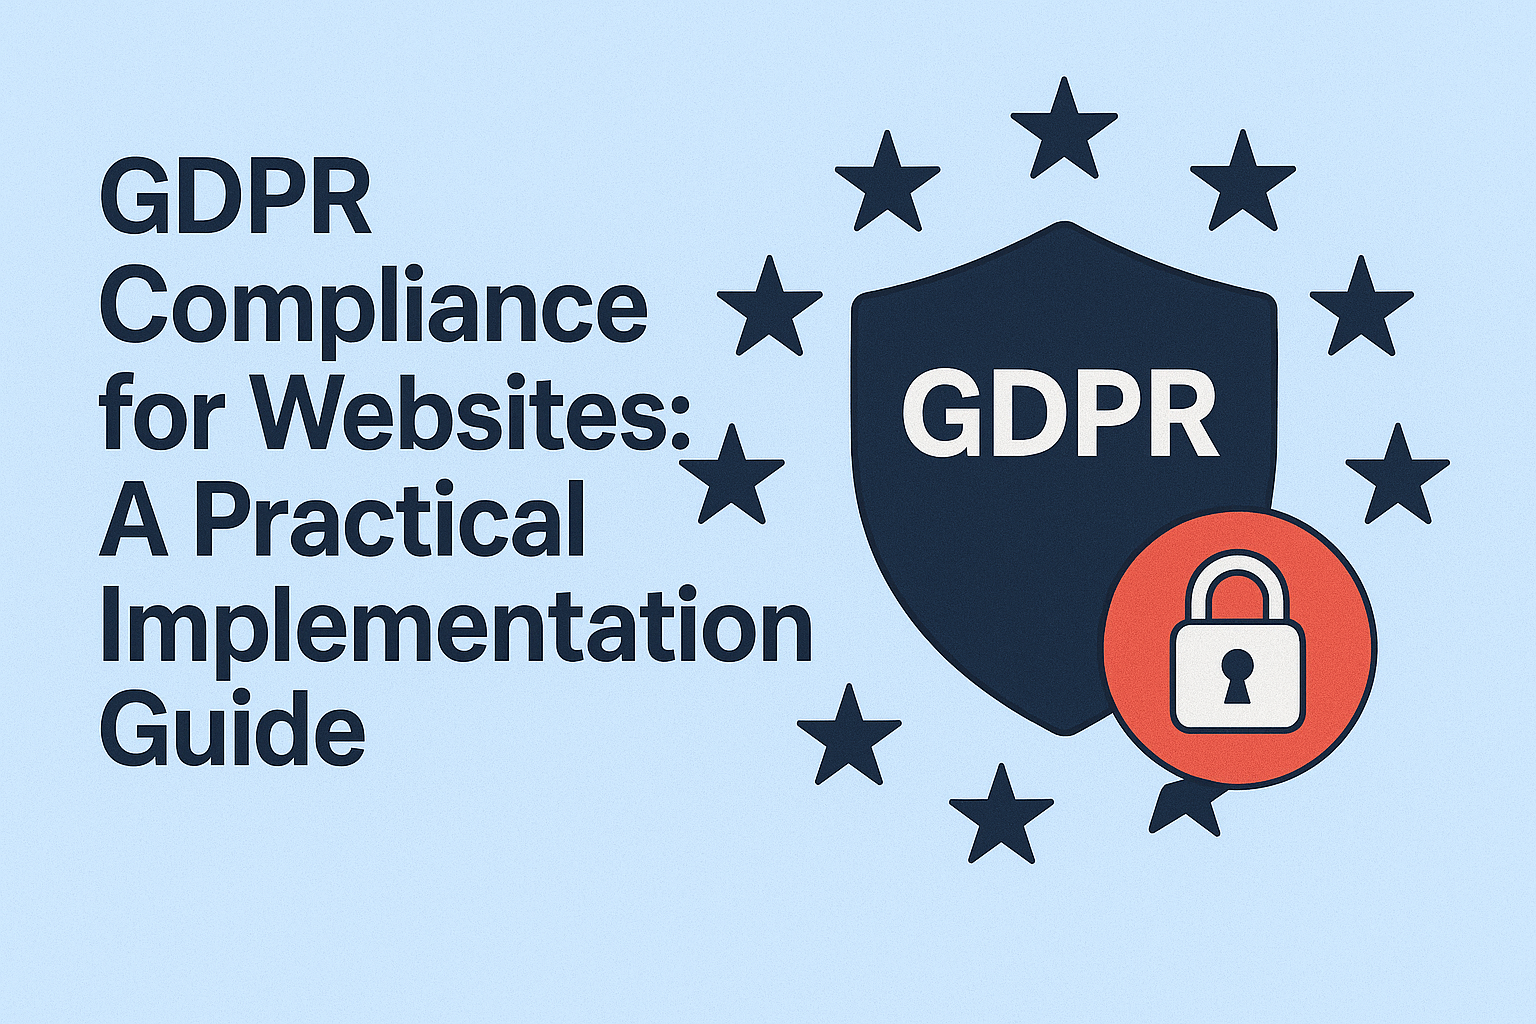 GDPR
Compliance
for Websites:
A Practical
Implementation
Guide
GDPR